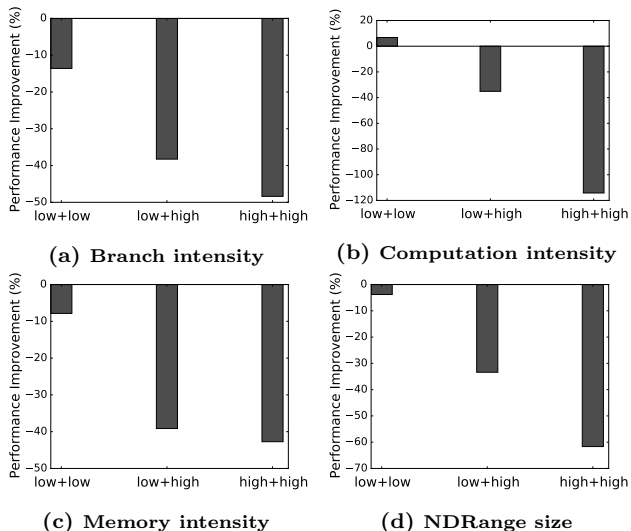 Performance Improvement (%)
0
−10
−20
−30
−40
−50
low+low low+high high+high
(a) Branch intensity
Performance Improvement (%)
20
0
−20
−40
−60
−80
−100
−120
low+low low+high high+high
(b) Computation intensity
Performance Improvement (%)
0
−10
−20
−30
−40
−50
low+low low+high high+high
(c) Memory intensity
Performance Improvement (%)
0
−10
−20
−30
−40
−50
−60
−70
low+low low+high high+high
(d) NDRange size